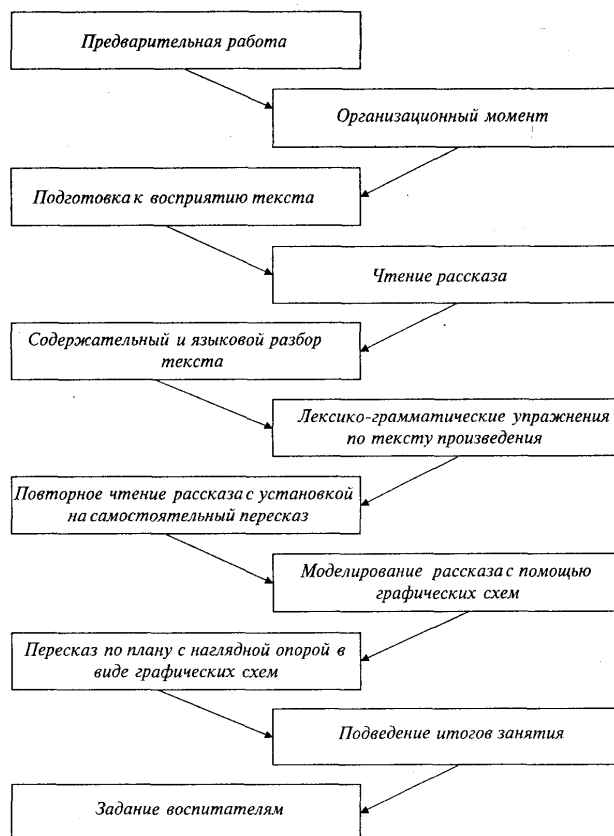 Предварительная работа
Организационный момент
Подготовка к восприятию текста
Чтение рассказа
Содержательный и языковой разбор
текста
Лексико-грамматические упражнения
по тексту произведения
Повторное чтение рассказа с установкой
на самостоятельный пересказ
Моделирование рассказа с помощью
графических схем
Пересказ по плану с наглядной опорой в
виде графических схем
Подведение итогов занятия
Задание воспитателям